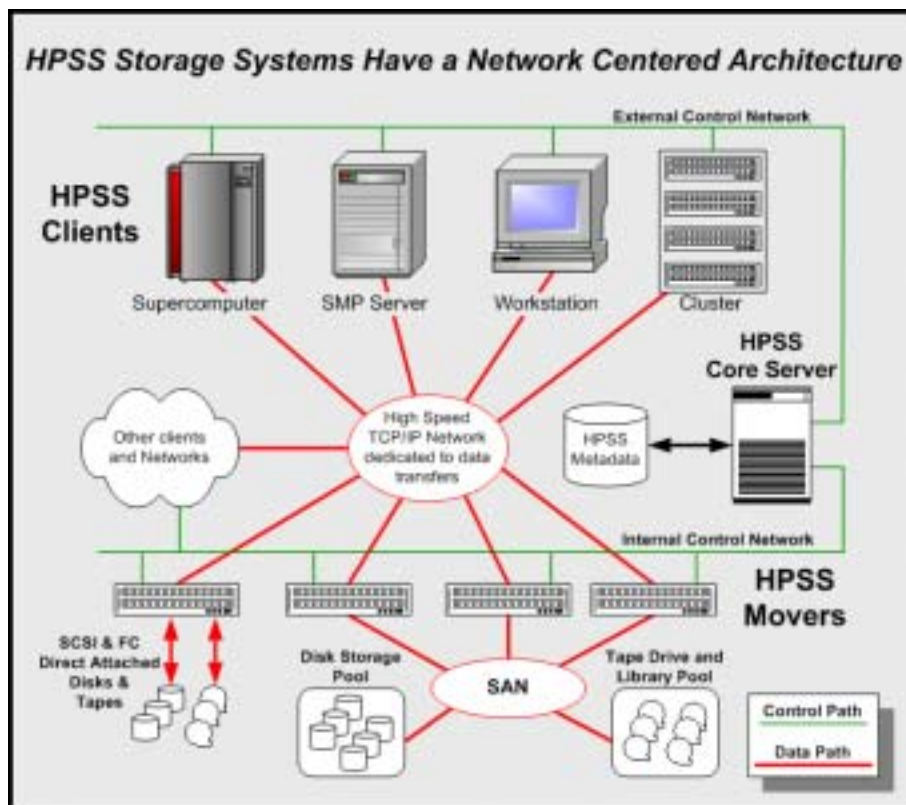 HPSS Storage Systems Have a Network Centered Architecture
External Control Network
HPSS
Clients
Supercomputer
SMP Server
Workstation
Cluster
HPSS
Core Server
High Speed
TCP/IP Network
dedicated to data
transfers
Other clients
and Networks
HPSS
Metadata
Internal Control Network
HPSS
Movers
SCSI & FC
Direct Attached
Disks &
Tapes
Disk Storage
Pool
SAN
Tape Drive and
Library Pool
Control Path
Data Path